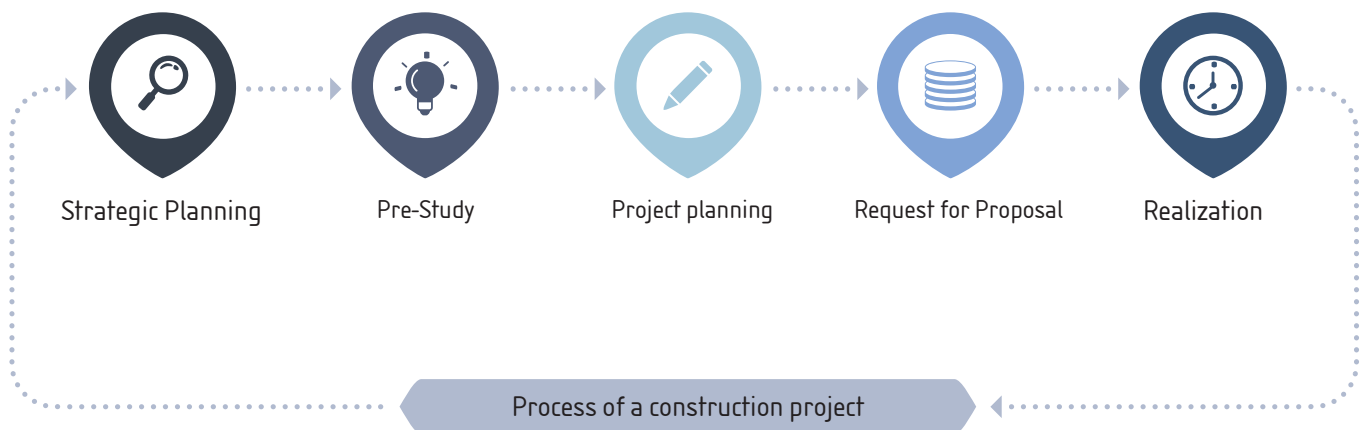 Strategic Planning
Pre-Study
Project planning
Request for Proposal
Realization
Process of a construction project